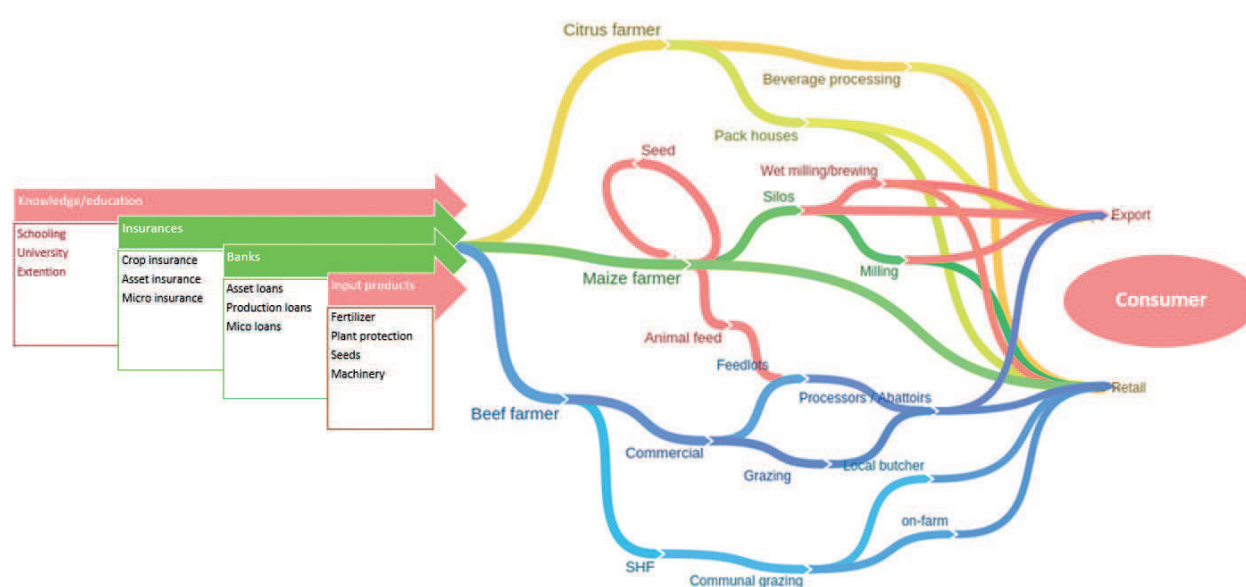 Knowledge/education
Schooling
University
Extention
Insurances
Crop insurance
Asset insurance
Micro insurance
Banks
Asset loans
Production loans
Mico loans
Input products
Fertilizer
Plant protection
Seeds
Machinery
Citrus farmer
Beverage processing
Pack houses
Seed
Wet milling/brewing
Silos
Export
Maize farmer
Milling
Consumer
Animal feed
Feedlots
Retail
Processors / Abattoirs
Beef farmer
Commercial
Grazing
Local butcher
on-farm
SHF
Communal grazing